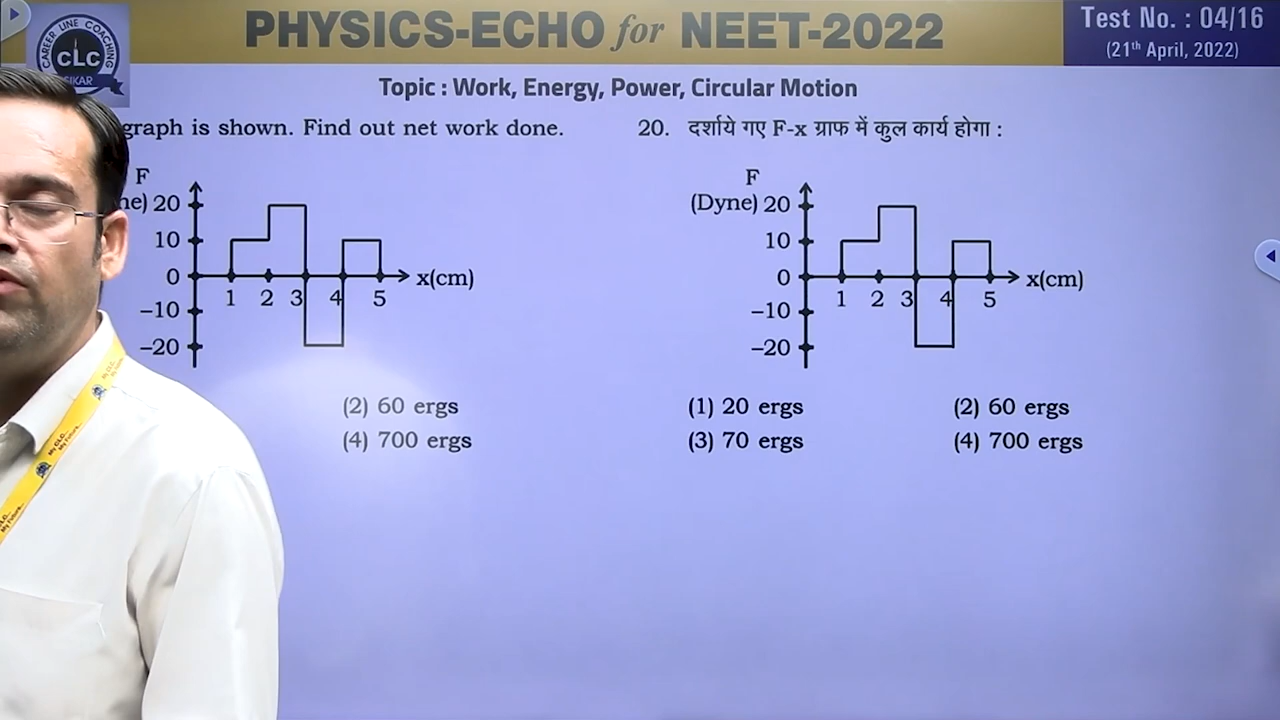 CAREER LINE COACHING
CLC
SIKAR
PHYSICS-ECHO for NEET-2022
Test No. : 04/16
(21th April, 2022)
Topic : Work, Energy, Power, Circular Motion
graph is shown. Find out net work done.
F
20
10
0
x(cm)
1 2 3 4 5
–10
–20
(2) 60 ergs
(4) 700 ergs
20. दर्शाये गए F-x ग्राफ में कुल कार्य होगा :
F
(Dyne) 20
10
0
x(cm)
1 2 3 4 5
–10
–20
(1) 20 ergs (2) 60 ergs
(3) 70 ergs (4) 700 ergs